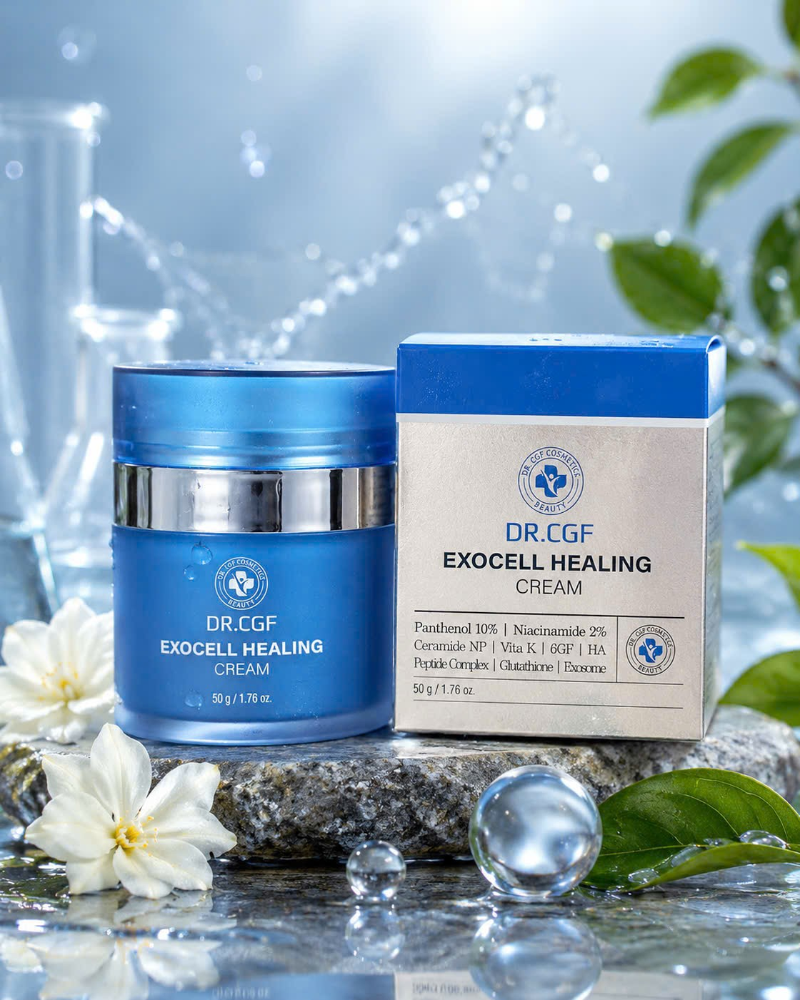 DR. CGF COSMETICS
BEAUTY
DR.CGF
EXOCELL HEALING
CREAM
50 g / 1.76 oz.
DR. CGF COSMETICS
BEAUTY
DR.CGF
EXOCELL HEALING
CREAM
Panthenol 10% | Niacinamide 2%
Ceramide NP | Vita K | 6GF | HA
Peptide Complex | Glutathione | Exosome
DR. CGF COSMETICS
BEAUTY
50 g / 1.76 oz.